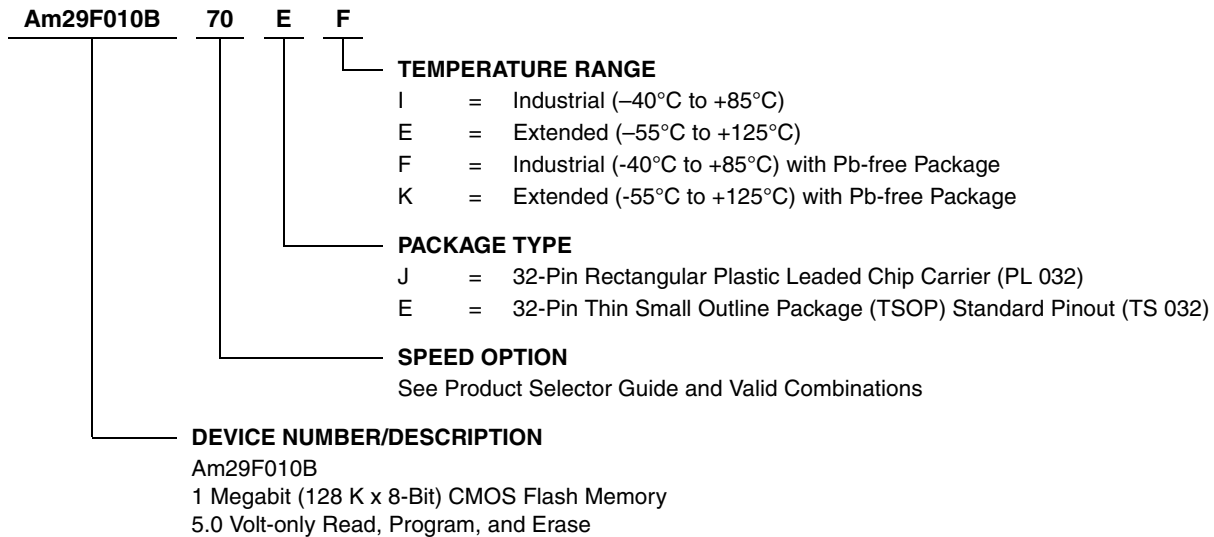 Am29F010B 70 E F
TEMPERATURE RANGE
I = Industrial (–40°C to +85°C)
E = Extended (–55°C to +125°C)
F = Industrial (-40°C to +85°C) with Pb-free Package
K = Extended (-55°C to +125°C) with Pb-free Package
PACKAGE TYPE
J = 32-Pin Rectangular Plastic Leaded Chip Carrier (PL 032)
E = 32-Pin Thin Small Outline Package (TSOP) Standard Pinout (TS 032)
SPEED OPTION
See Product Selector Guide and Valid Combinations
DEVICE NUMBER/DESCRIPTION
Am29F010B
1 Megabit (128 K x 8-Bit) CMOS Flash Memory
5.0 Volt-only Read, Program, and Erase